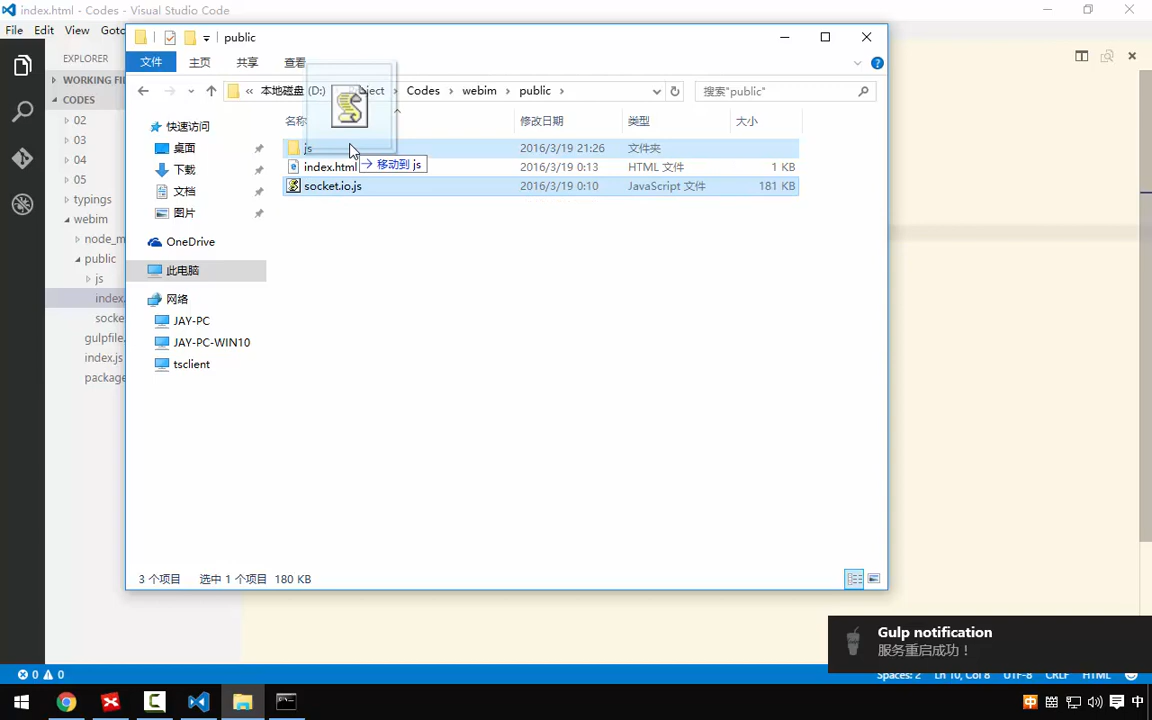 index.html - Codes - Visual Studio Code
File Edit View Goto
public
文件 主页 共享 查看
« 本地磁盘 (D:) ject › Codes › webim › public ›
搜索"public"
EXPLORER
WORKING FI
CODES
02
03
04
05
typings
webim
node_m
public
js
index.
socke
gulpfile.
index.js
package
快速访问
桌面
下载
文档
图片
OneDrive
此电脑
网络
JAY-PC
JAY-PC-WIN10
tsclient
名称 修改日期 类型 大小
js 2016/3/19 21:26 文件夹
index.html 2016/3/19 0:13 HTML 文件 1 KB
socket.io.js 2016/3/19 0:10 JavaScript 文件 181 KB
移动到 js
3 个项目 选中 1 个项目 180 KB
Gulp notification
服务重启成功！
0 0
Spaces: 2 Ln 10, Col 8 UTF-8 CRLF HTML
中 中